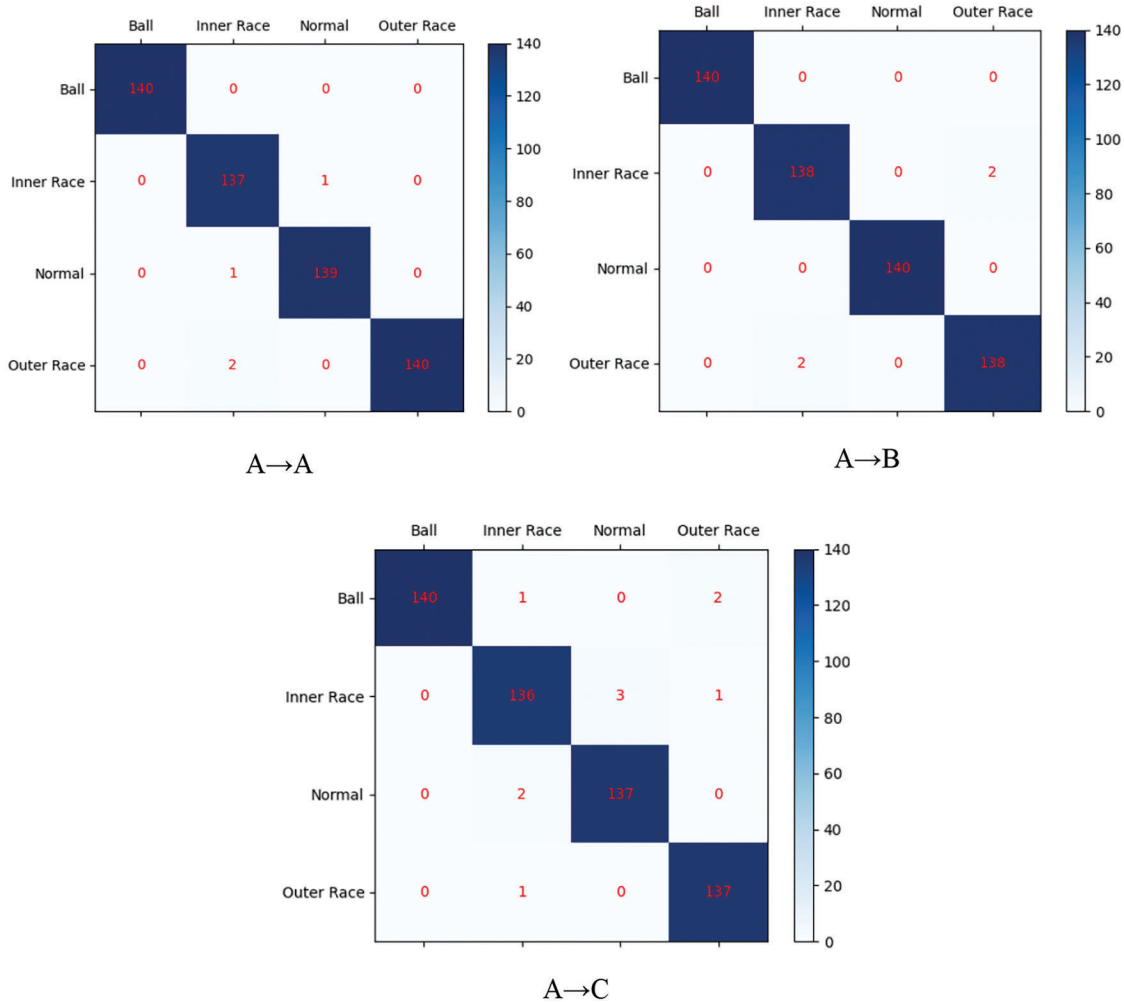 Ball Inner Race Normal Outer Race
Ball 140 0 0 0
Inner Race 0 137 1 0
Normal 0 1 139 0
Outer Race 0 2 0 140
140
120
100
80
60
40
20
0
A→A
Ball Inner Race Normal Outer Race
Ball 140 0 0 0
Inner Race 0 138 0 2
Normal 0 0 140 0
Outer Race 0 2 0 138
140
120
100
80
60
40
20
0
A→B
Ball Inner Race Normal Outer Race
Ball 140 1 0 2
Inner Race 0 136 3 1
Normal 0 2 137 0
Outer Race 0 1 0 137
140
120
100
80
60
40
20
0
A→C